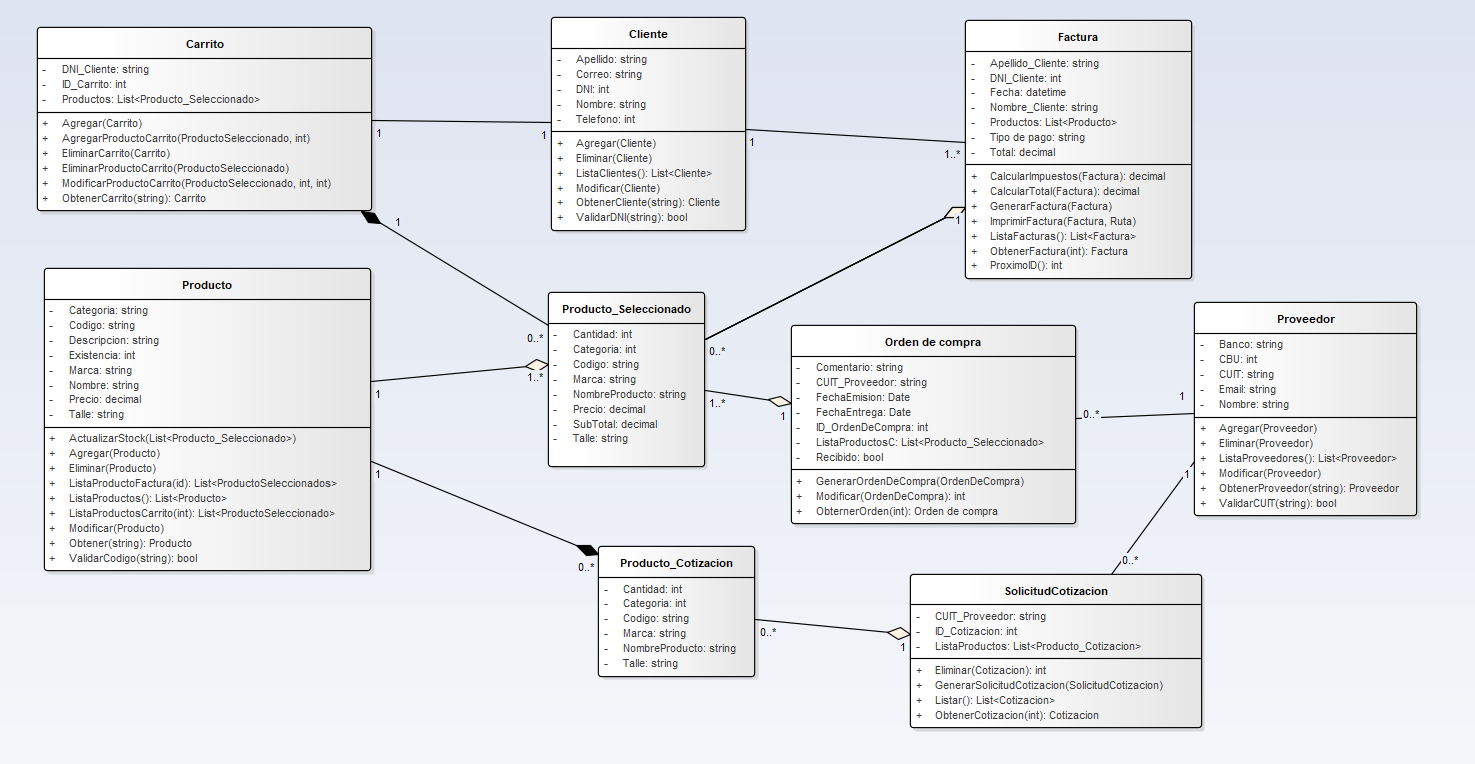 Carrito
- DNI_Cliente: string
- ID_Carrito: int
- Productos: List<Producto_Seleccionado>
+ Agregar(Carrito)
+ AgregarProductoCarrito(ProductoSeleccionado, int)
+ EliminarCarrito(Carrito)
+ EliminarProductoCarrito(ProductoSeleccionado)
+ ModificarProductoCarrito(ProductoSeleccionado, int, int)
+ ObtenerCarrito(string): Carrito
1
1
Cliente
- Apellido: string
- Correo: string
- DNI: int
- Nombre: string
- Telefono: int
+ Agregar(Cliente)
+ Eliminar(Cliente)
+ ListaClientes(): List<Cliente>
+ Modificar(Cliente)
+ ObtenerCliente(string): Cliente
+ ValidarDNI(string): bool
1
1..*
Factura
- Apellido_Cliente: string
- DNI_Cliente: int
- Fecha: datetime
- Nombre_Cliente: string
- Productos: List<Producto>
- Tipo de pago: string
- Total: decimal
+ CalcularImpuestos(Factura): decimal
+ CalcularTotal(Factura): decimal
+ GenerarFactura(Factura)
+ ImprimirFactura(Factura, Ruta)
+ ListaFacturas(): List<Factura>
+ ObtenerFactura(int): Factura
+ ProximoID(): int
1
1
0..*
0..*
Producto
- Categoria: string
- Codigo: string
- Descripcion: string
- Existencia: int
- Marca: string
- Nombre: string
- Precio: decimal
- Talle: string
+ ActualizarStock(List<Producto_Seleccionado>)
+ Agregar(Producto)
+ Eliminar(Producto)
+ ListaProductoFactura(id): List<ProductoSeleccionados>
+ ListaProductos(): List<Producto>
+ ListaProductosCarrito(int): List<ProductoSeleccionado>
+ Modificar(Producto)
+ Obtener(string): Producto
+ ValidarCodigo(string): bool
1
1..*
Producto_Seleccionado
- Cantidad: int
- Categoria: int
- Codigo: string
- Marca: string
- NombreProducto: string
- Precio: decimal
- SubTotal: decimal
- Talle: string
1..*
1
Orden de compra
- Comentario: string
- CUIT_Proveedor: string
- FechaEmision: Date
- FechaEntrega: Date
- ID_OrdenDeCompra: int
- ListaProductosC: List<Producto_Seleccionado>
- Recibido: bool
+ GenerarOrdenDeCompra(OrdenDeCompra)
+ Modificar(OrdenDeCompra): int
+ ObternerOrden(int): Orden de compra
0..*
1
Proveedor
- Banco: string
- CBU: int
- CUIT: string
- Email: string
- Nombre: string
+ Agregar(Proveedor)
+ Eliminar(Proveedor)
+ ListaProveedores(): List<Proveedor>
+ Modificar(Proveedor)
+ ObtenerProveedor(string): Proveedor
+ ValidarCUIT(string): bool
1
0..*
1
0..*
Producto_Cotizacion
- Cantidad: int
- Categoria: int
- Codigo: string
- Marca: string
- NombreProducto: string
- Talle: string
0..*
1
SolicitudCotizacion
- CUIT_Proveedor: string
- ID_Cotizacion: int
- ListaProductos: List<Producto_Cotizacion>
+ Eliminar(Cotizacion): int
+ GenerarSolicitudCotizacion(SolicitudCotizacion)
+ Listar(): List<Cotizacion>
+ ObtenerCotizacion(int): Cotizacion